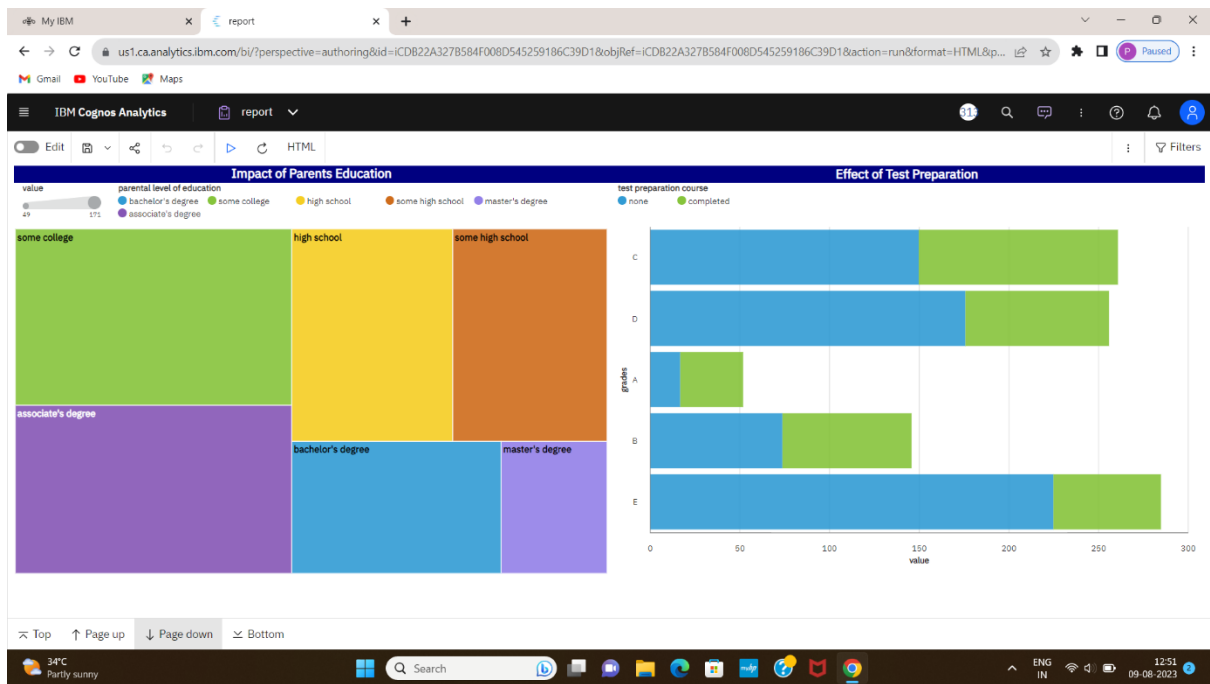 My IBM
report
us1.ca.analytics.ibm.com/bi/?perspective=authoring&id=iCDB22A327B584F008D545259186C39D1&objRef=iCDB22A327B584F008D545259186C39D1&action=run&format=HTML&p...
P Paused
Gmail YouTube Maps
IBM Cognos Analytics report
Edit HTML Filters
Impact of Parents Education
value
49 171
parental level of education
bachelor's degree some college high school some high school master's degree
associate's degree
some college
high school
some high school
associate's degree
bachelor's degree
master's degree
Effect of Test Preparation
test preparation course
none completed
grades
C
D
A
B
E
0 50 100 150 200 250 300
value
Top Page up Page down Bottom
34°C
Partly sunny
Search
ENG
IN
12:51
09-08-2023
2